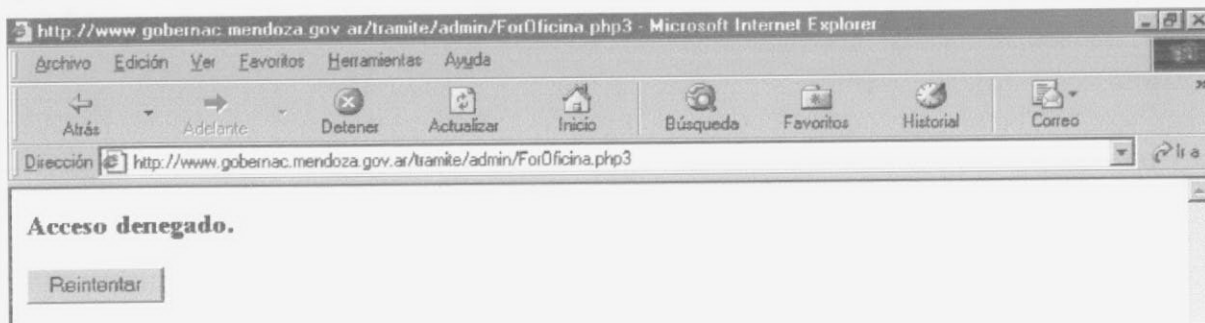 http://www.gobernac.mendoza.gov.ar/tramite/admin/ForOficina.php3 - Microsoft Internet Explorer
Archivo Edición Ver Favoritos Herramientas Ayuda
Atrás Adelante Detener Actualizar Inicio Búsqueda Favoritos Historial Correo
Dirección http://www.gobernac.mendoza.gov.ar/tramite/admin/ForOficina.php3 Ir a
Acceso denegado.
Reintentar